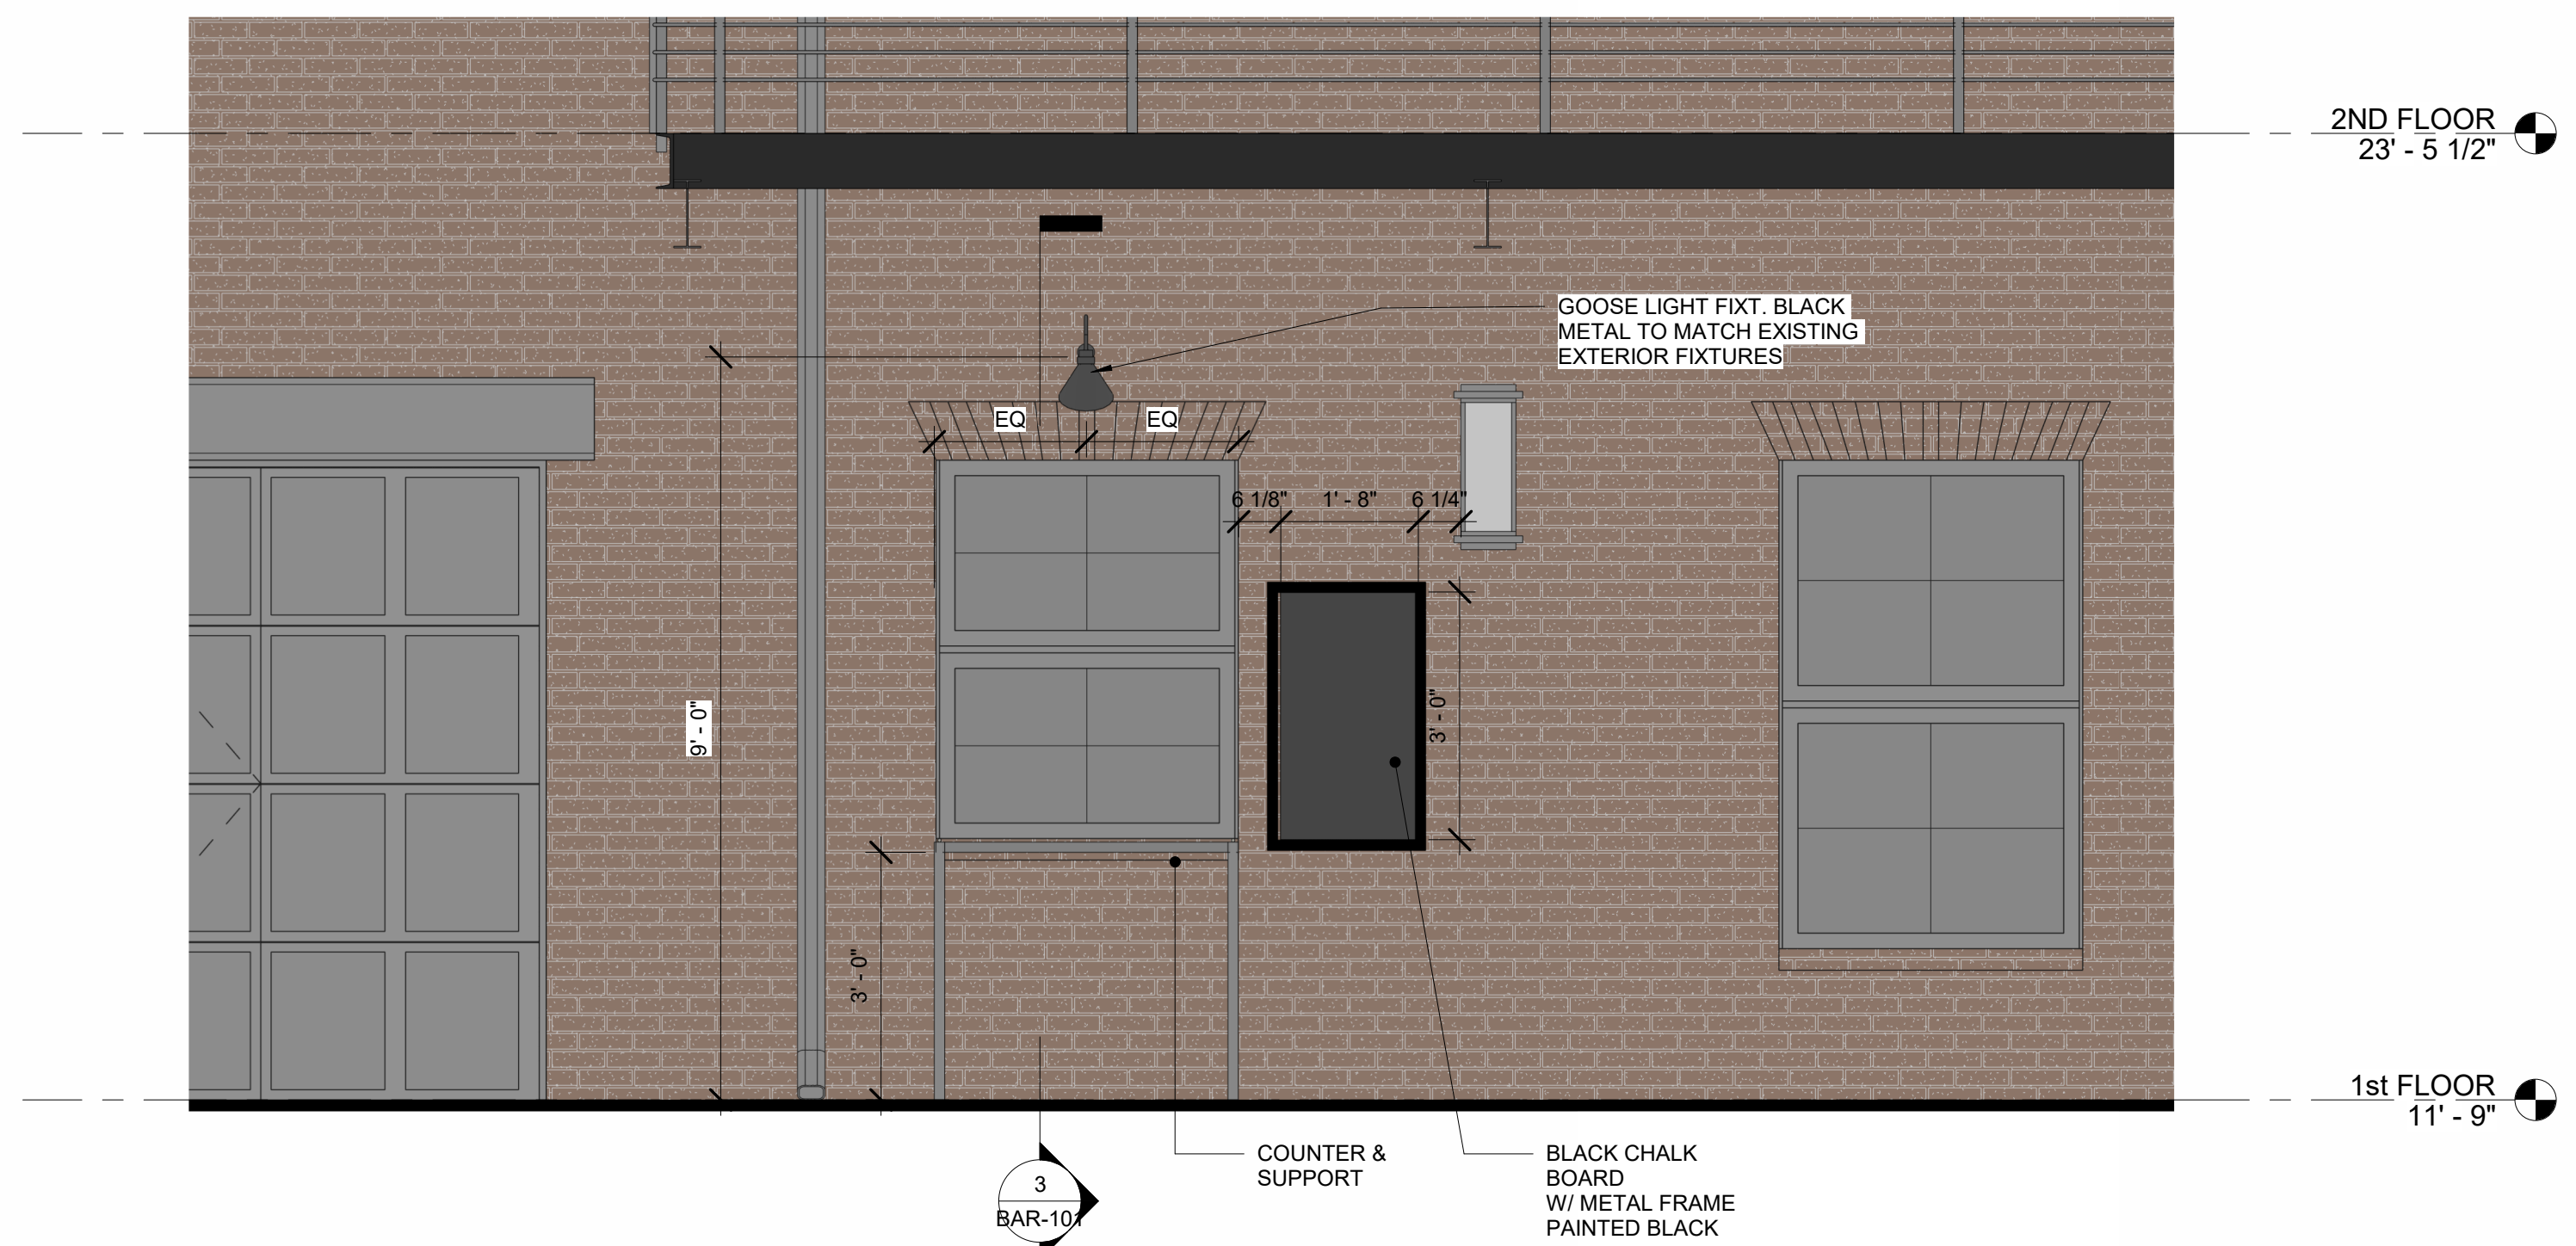 2ND FLOOR
23' - 5 1/2"
GOOSE LIGHT FIXT. BLACK
METAL TO MATCH EXISTING
EXTERIOR FIXTURES
EQ
EQ
6 1/8"
1' - 8"
6 1/4"
9' - 0"
3' - 0"
3' - 0"
1st FLOOR
11' - 9"
COUNTER &
SUPPORT
BLACK CHALK
BOARD
W/ METAL FRAME
PAINTED BLACK
3
BAR-101